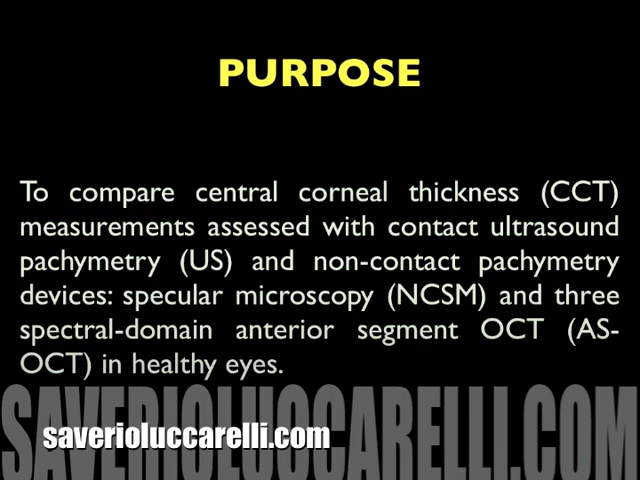 PURPOSE
To compare central corneal thickness (CCT)
measurements assessed with contact ultrasound
pachymetry (US) and non-contact pachymetry
devices: specular microscopy (NCSM) and three
spectral-domain anterior segment OCT (AS-
OCT) in healthy eyes.
SAVERIOLUCCARELLI.COM
saverioluccarelli.com